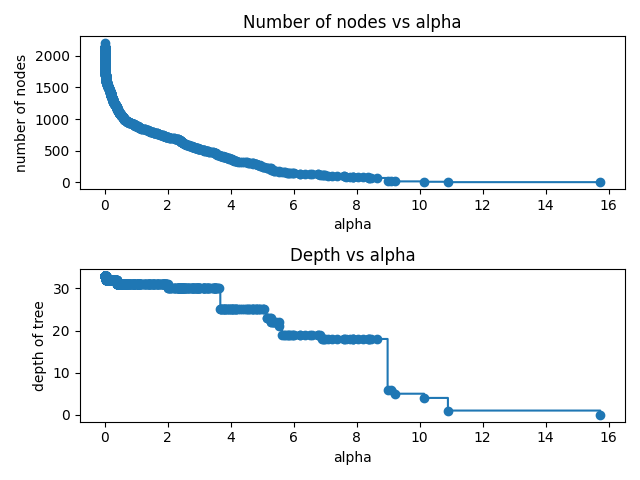 Number of nodes vs alpha
2000
1500
1000
500
0
number of nodes
0 2 4 6 8 10 12 14 16
alpha
Depth vs alpha
30
20
10
0
depth of tree
0 2 4 6 8 10 12 14 16
alpha